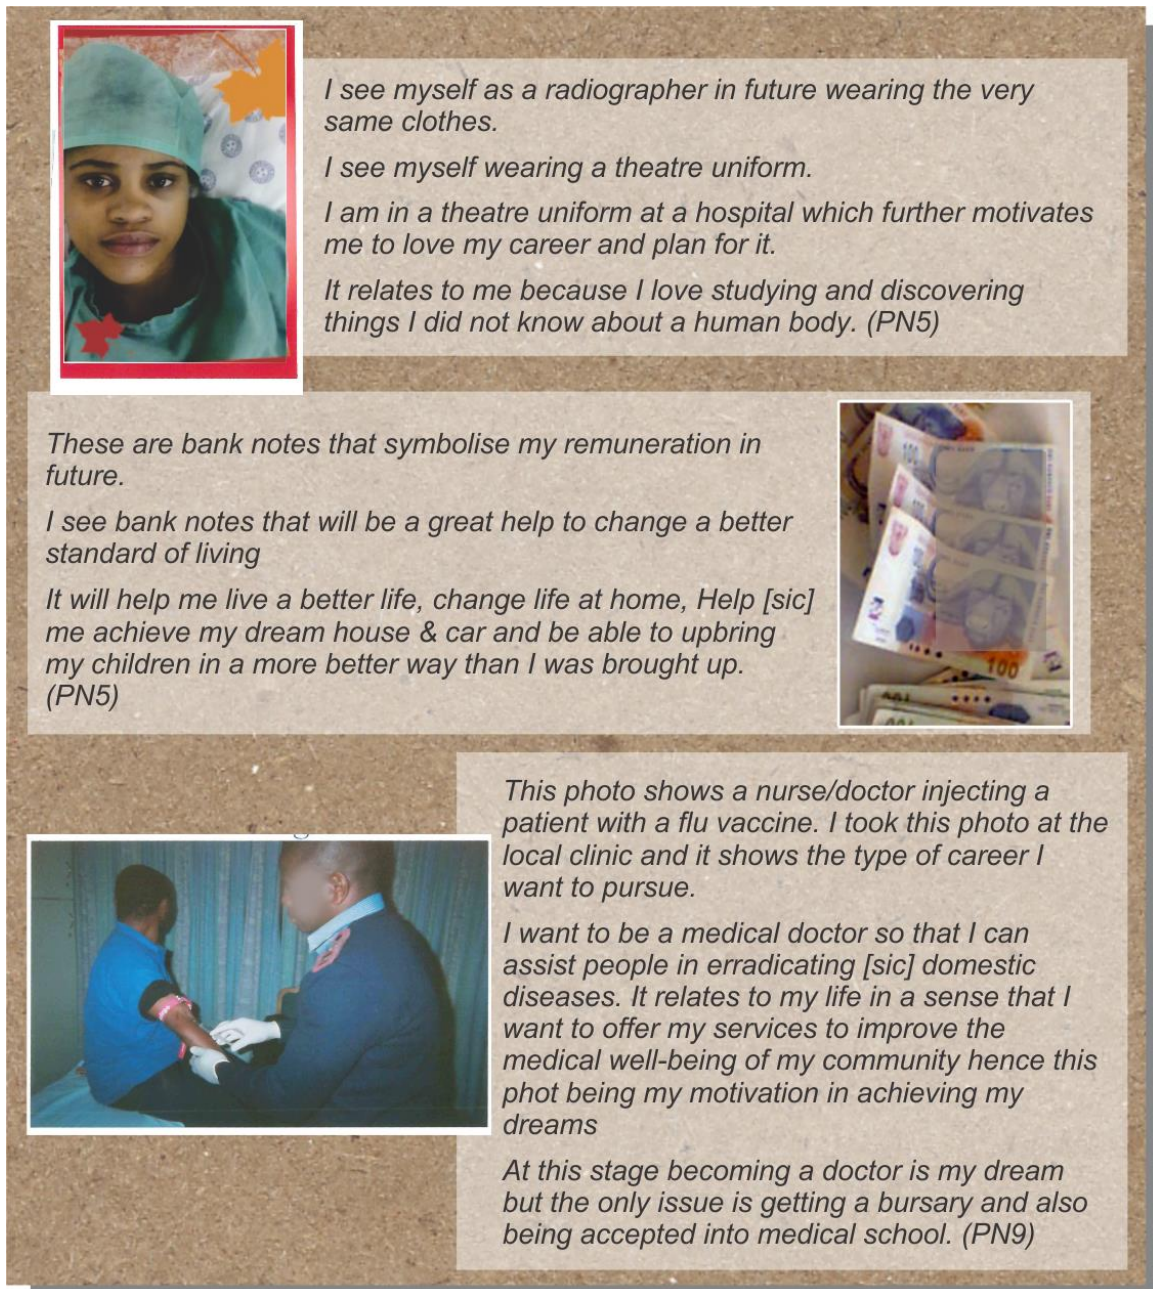 I see myself as a radiographer in future wearing the very
same clothes.
I see myself wearing a theatre uniform.
I am in a theatre uniform at a hospital which further motivates
me to love my career and plan for it.
It relates to me because I love studying and discovering
things I did not know about a human body. (PN5)
These are bank notes that symbolise my remuneration in
future.
I see bank notes that will be a great help to change a better
standard of living
It will help me live a better life, change life at home, Help [sic]
me achieve my dream house & car and be able to upbring
my children in a more better way than I was brought up.
(PN5)
100
100
This photo shows a nurse/doctor injecting a
patient with a flu vaccine. I took this photo at the
local clinic and it shows the type of career I
want to pursue.
I want to be a medical doctor so that I can
assist people in erradicating [sic] domestic
diseases. It relates to my life in a sense that I
want to offer my services to improve the
medical well-being of my community hence this
phot being my motivation in achieving my
dreams
At this stage becoming a doctor is my dream
but the only issue is getting a bursary and also
being accepted into medical school. (PN9)